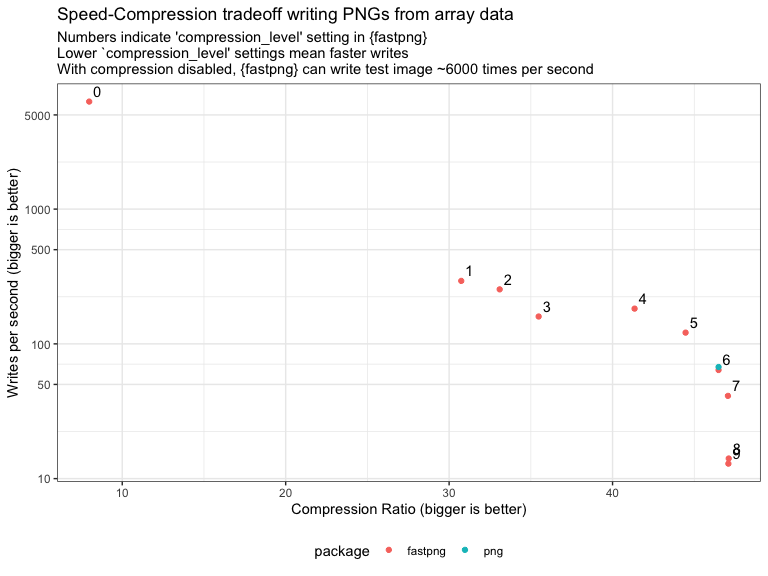 Speed-Compression tradeoff writing PNGs from array data
Numbers indicate 'compression_level' setting in {fastpng}
Lower `compression_level' settings mean faster writes
With compression disabled, {fastpng} can write test image ~6000 times per second
Writes per second (bigger is better)
5000
1000
500
100
50
10
0
1
2
3
4
5
6
7
8
9
10
20
30
40
Compression Ratio (bigger is better)
package
fastpng
png